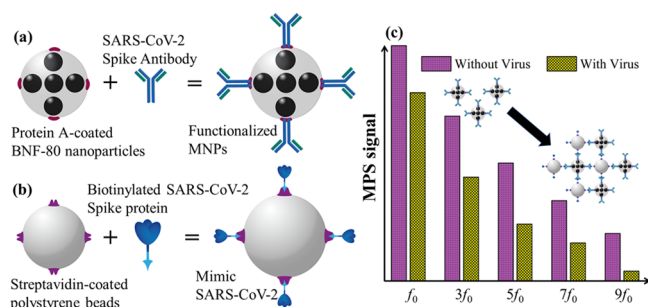 (a)
SARS-CoV-2
Spike Antibody
+
=
Protein A-coated
BNF-80 nanoparticles
Functionalized
MNPs
(b)
Biotinylated SARS-CoV-2
Spike protein
+
=
Streptavidin-coated
polystyrene beads
Mimic
SARS-CoV-2
(c)
Without Virus
With Virus
MPS signal
f₀ 3f₀ 5f₀ 7f₀ 9f₀